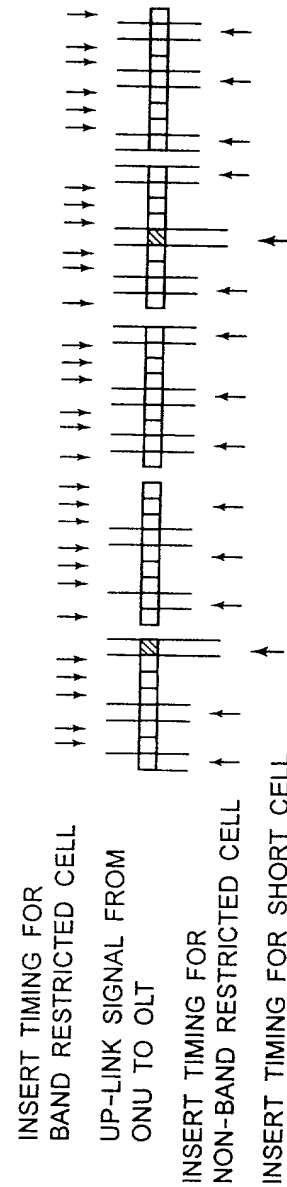 INSERT TIMING FOR
BAND RESTRICTED CELL
UP-LINK SIGNAL FROM
ONU TO OLT
INSERT TIMING FOR
NON-BAND RESTRICTED CELL
INSERT TIMING FOR SHORT CELL